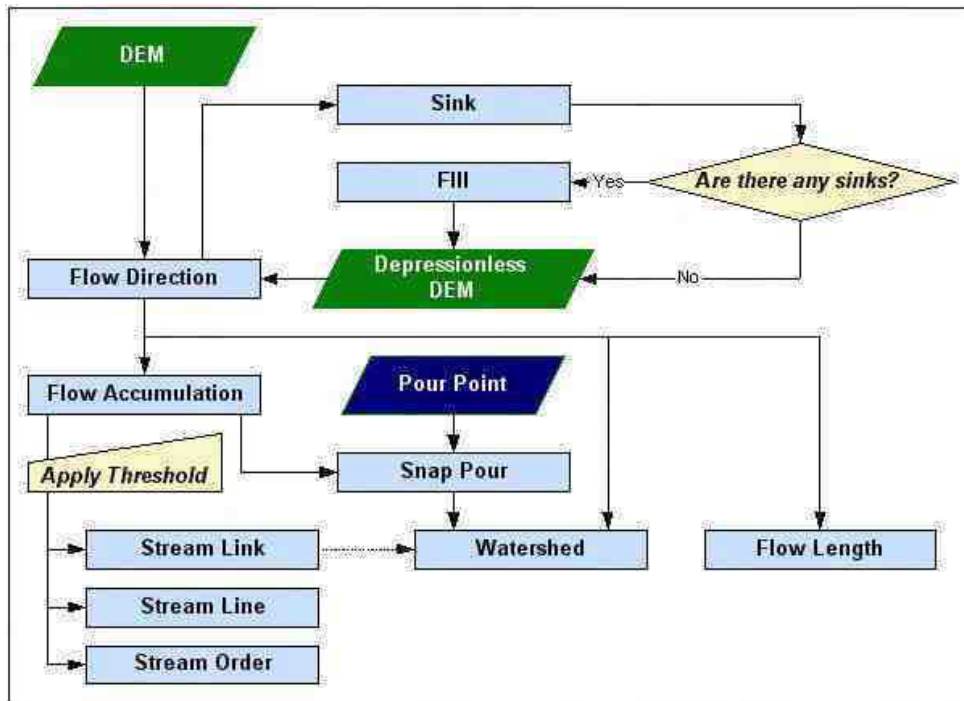 DEM
Sink
Fill
Yes
Are there any sinks?
Flow Direction
Depressionless
DEM
No
Flow Accumulation
Pour Point
Apply Threshold
Snap Pour
Stream Link
Watershed
Flow Length
Stream Line
Stream Order